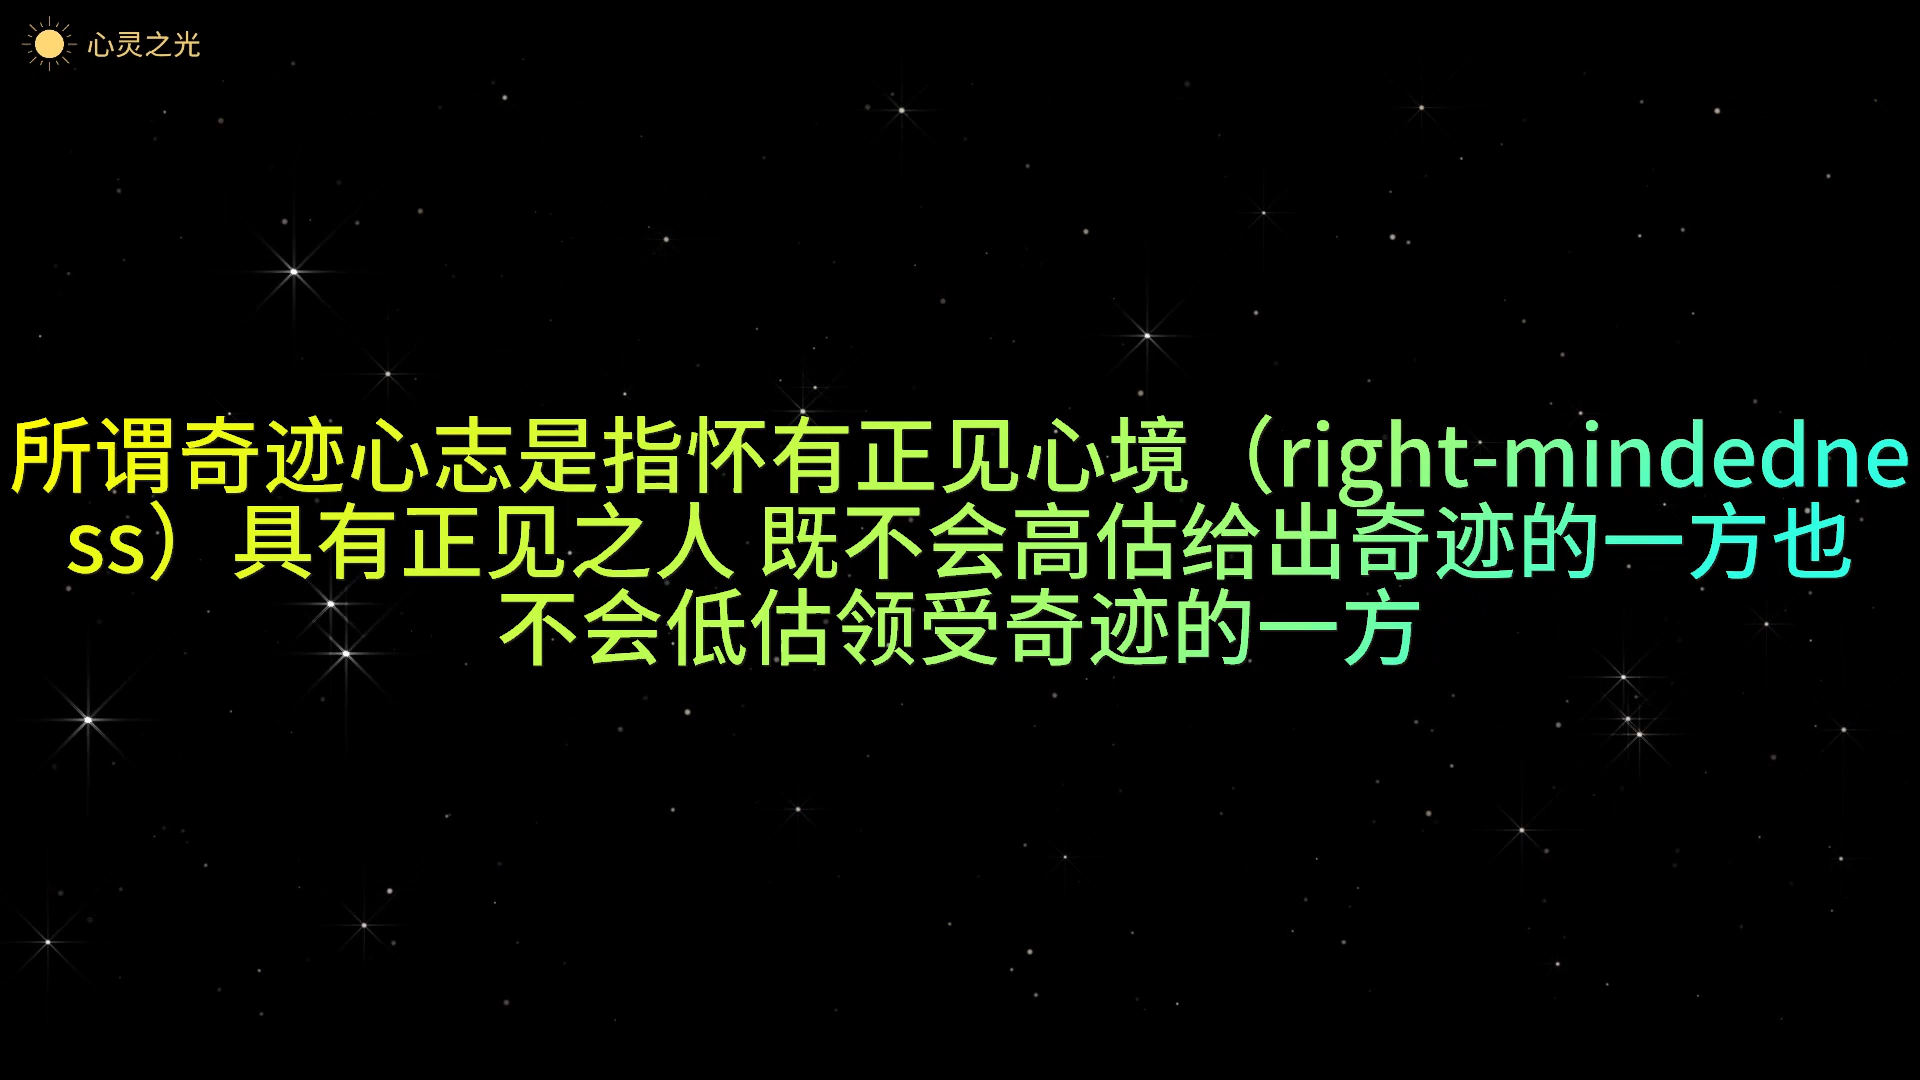 心灵之光
所谓奇迹心志是指怀有正见心境（right-mindedne
ss）具有正见之人 既不会高估给出奇迹的一方也
不会低估领受奇迹的一方